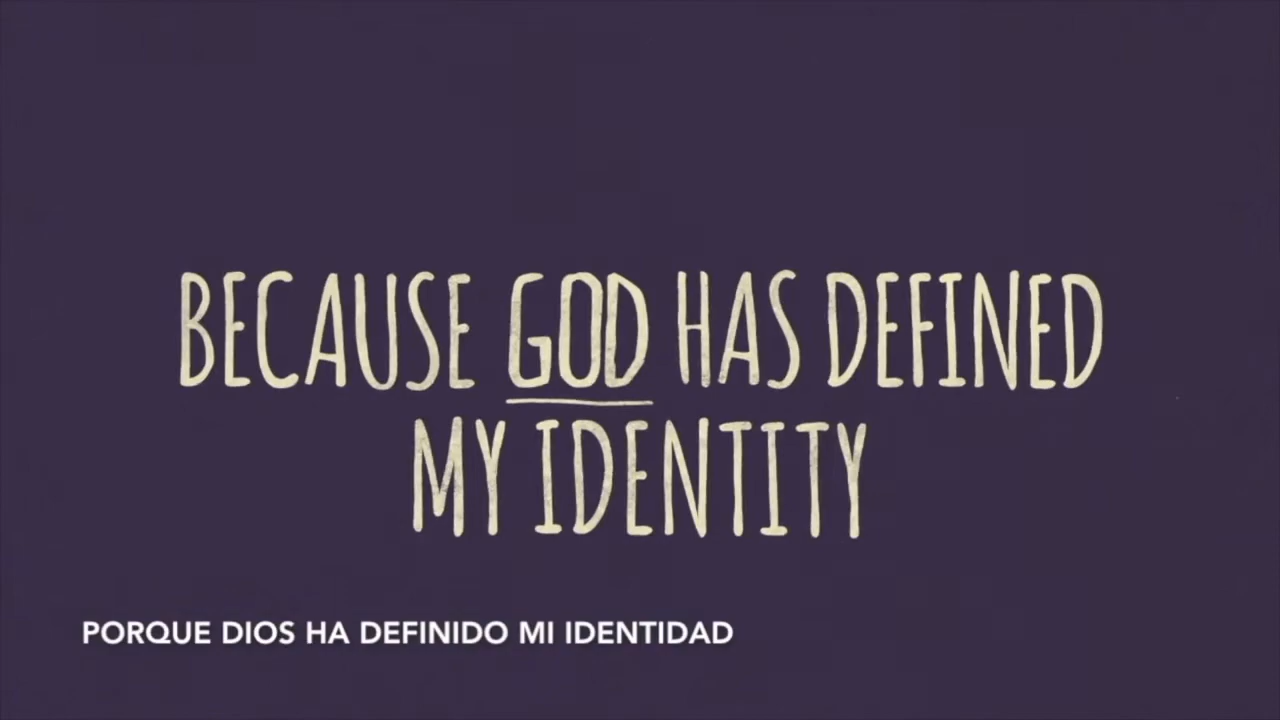 BECAUSE GOD HAS DEFINED
MY IDENTITY
PORQUE DIOS HA DEFINIDO MI IDENTIDAD